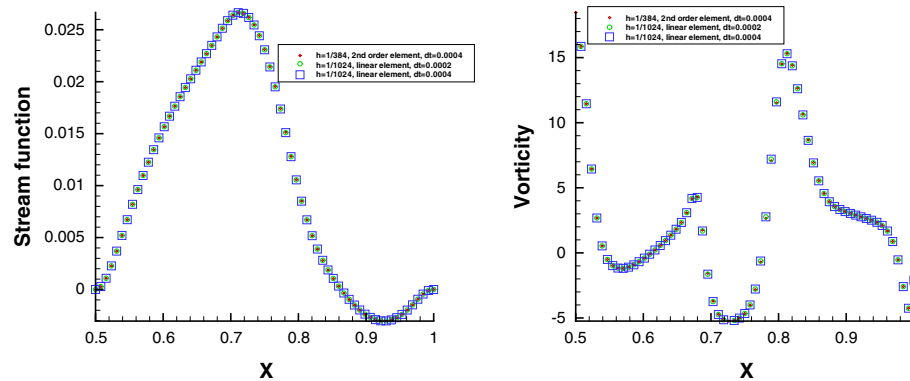 0.025
0.02
0.015
0.01
0.005
0
Stream function
h=1/384, 2nd order element, dt=0.0004
h=1/1024, linear element, dt=0.0002
h=1/1024, linear element, dt=0.0004
0.5 0.6 0.7 0.8 0.9 1
X
15
10
5
0
-5
Vorticity
h=1/384, 2nd order element, dt=0.0004
h=1/1024, linear element, dt=0.0002
h=1/1024, linear element, dt=0.0004
0.5 0.6 0.7 0.8 0.9
X